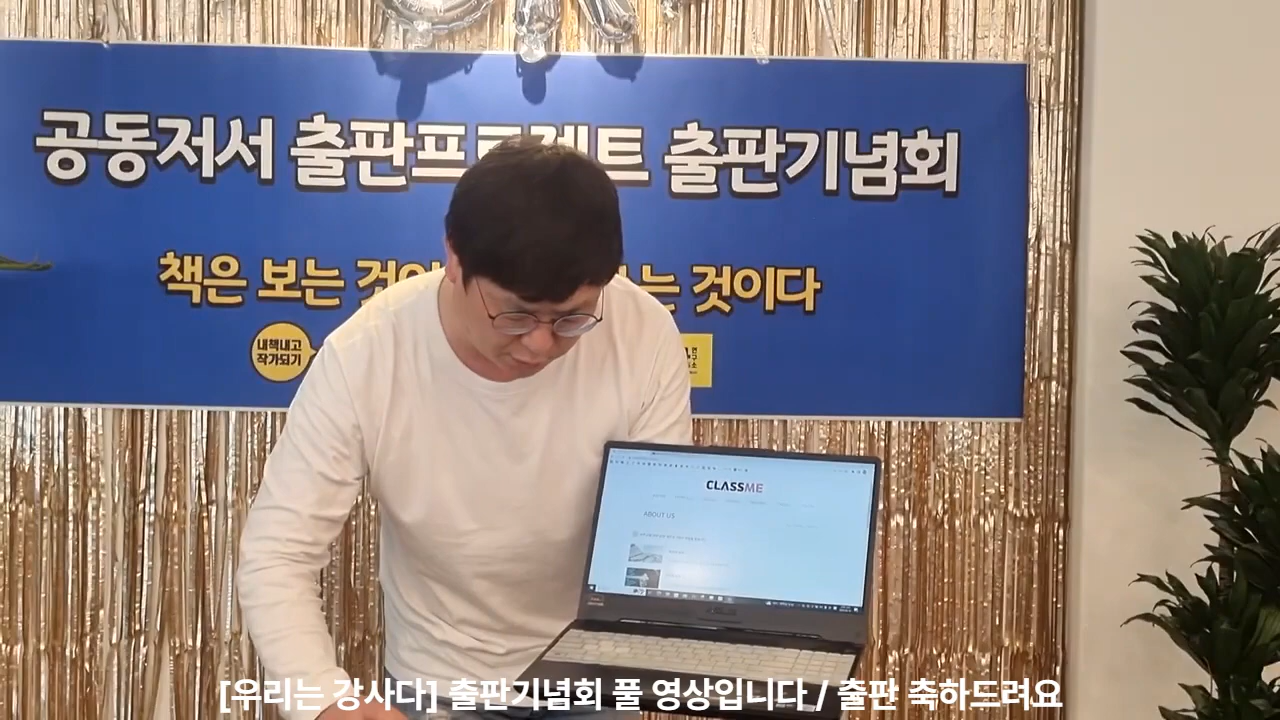 공동저서 출판프로젝트 출판기념회
책은 보는 것이 는 것이다
내책내고
작가되기
연구소
CLASSME
ABOUT US
[우리는 강사다] 출판기념회 풀 영상입니다 / 출판 축하드려요